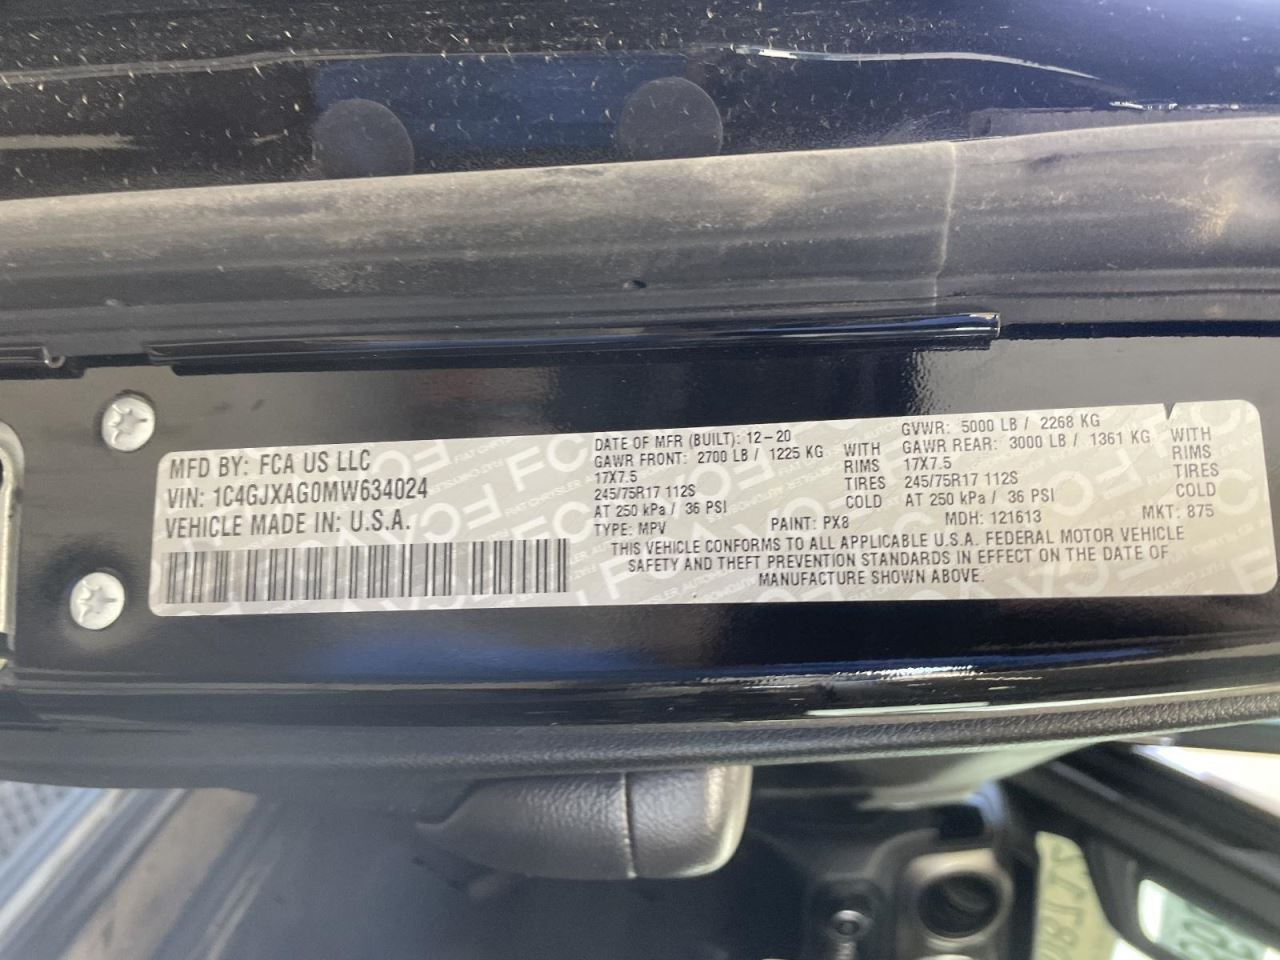 MFD BY: FCA US LLC
VIN: 1C4GJXAG0MW634024
VEHICLE MADE IN: U.S.A.
DATE OF MFR (BUILT): 12-20
GAWR FRONT: 2700 LB / 1225 KG WITH
17X7.5 RIMS
245/75R17 112S TIRES
AT 250 kPa / 36 PSI COLD
TYPE: MPV PAINT: PX8 MDH: 121613 MKT: 875
GVWR: 5000 LB / 2268 KG
GAWR REAR: 3000 LB / 1361 KG WITH
17X7.5 RIMS
245/75R17 112S TIRES
AT 250 kPa / 36 PSI COLD
THIS VEHICLE CONFORMS TO ALL APPLICABLE U.S.A. FEDERAL MOTOR VEHICLE
SAFETY AND THEFT PREVENTION STANDARDS IN EFFECT ON THE DATE OF
MANUFACTURE SHOWN ABOVE.